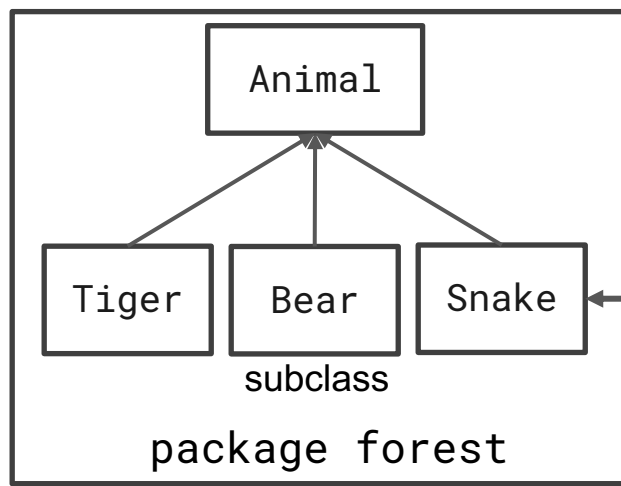 Animal
Tiger
Bear
Snake
subclass
package forest